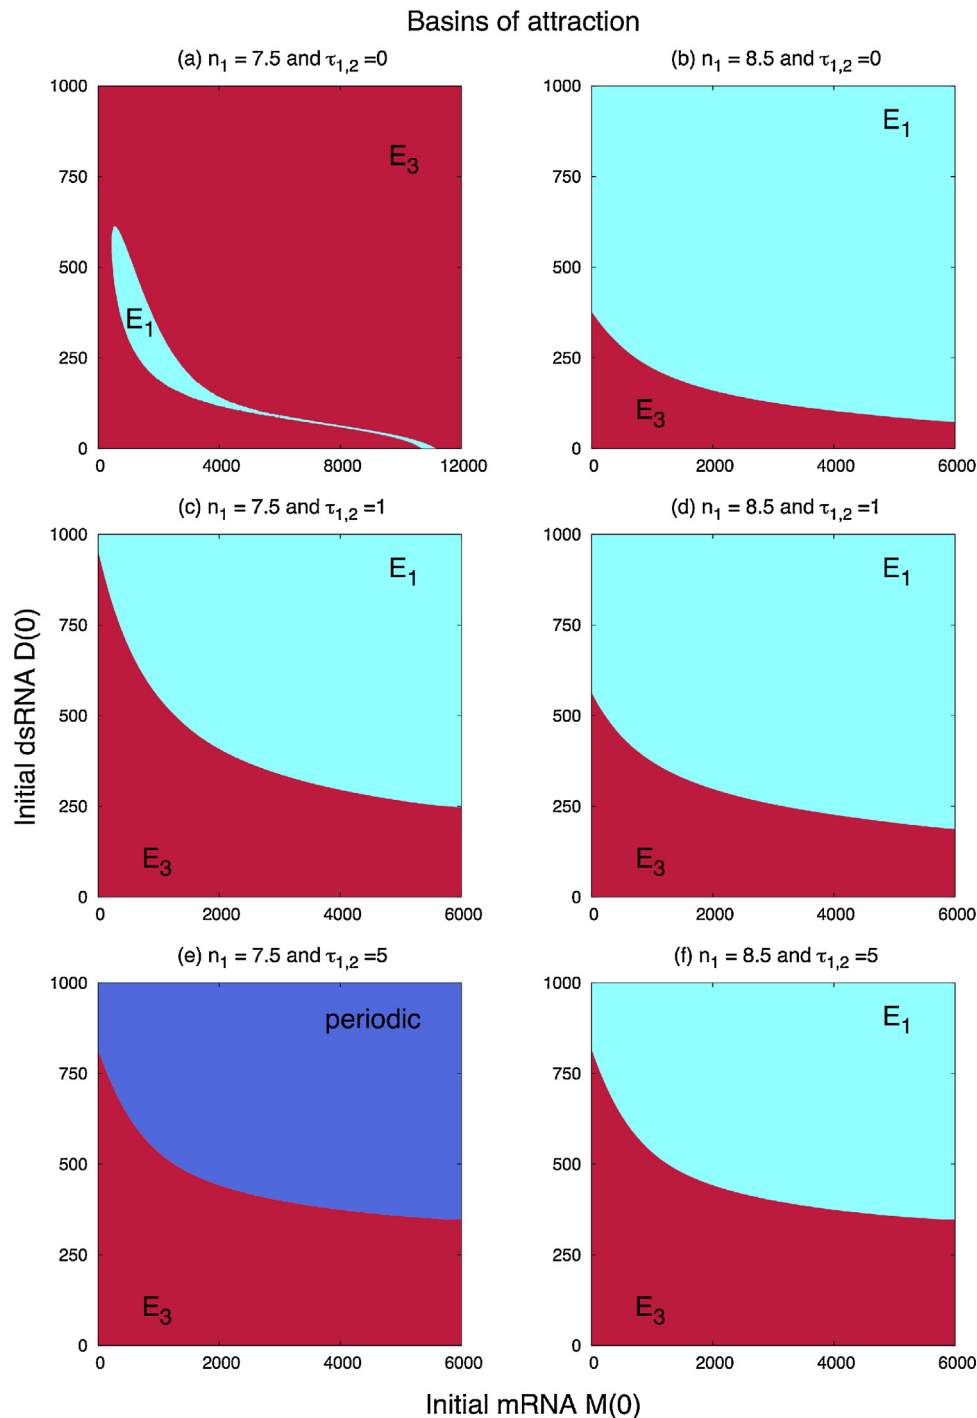 Basins of attraction
(a) n₁ = 7.5 and τ₁,₂ =0
(b) n₁ = 8.5 and τ₁,₂ =0
1000
750
500
250
0
E₃
E₁
0 4000 8000 12000
1000
750
500
250
0
E₁
E₃
0 2000 4000 6000
(c) n₁ = 7.5 and τ₁,₂ =1
(d) n₁ = 8.5 and τ₁,₂ =1
Initial dsRNA D(0)
1000
750
500
250
0
E₁
E₃
0 2000 4000 6000
1000
750
500
250
0
E₁
E₃
0 2000 4000 6000
(e) n₁ = 7.5 and τ₁,₂ =5
(f) n₁ = 8.5 and τ₁,₂ =5
1000
750
500
250
0
periodic
E₃
0 2000 4000 6000
1000
750
500
250
0
E₁
E₃
0 2000 4000 6000
Initial mRNA M(0)